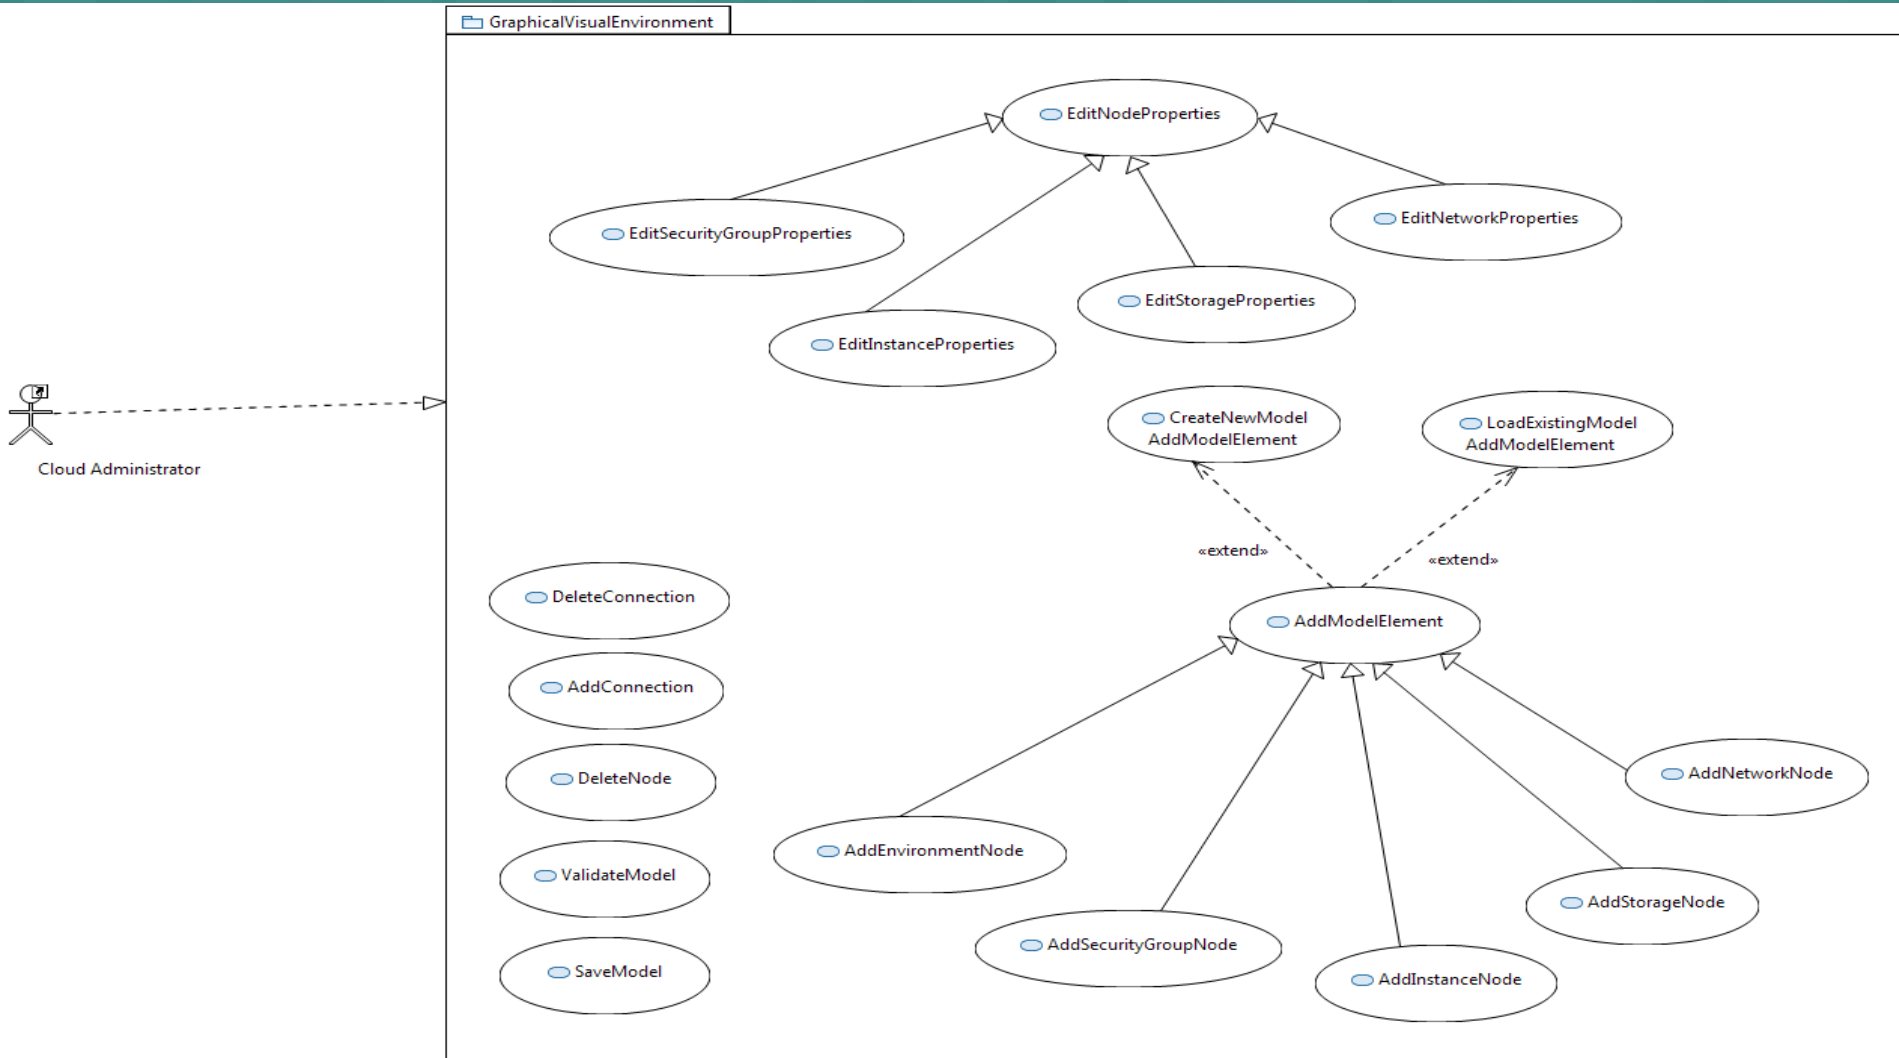 GraphicalVisualEnvironment
EditNodeProperties
EditSecurityGroupProperties
EditNetworkProperties
EditStorageProperties
EditInstanceProperties
CreateNewModel
AddModelElement
LoadExistingModel
AddModelElement
Cloud Administrator
«extend»
«extend»
DeleteConnection
AddModelElement
AddConnection
DeleteNode
AddNetworkNode
AddEnvironmentNode
ValidateModel
AddStorageNode
AddSecurityGroupNode
SaveModel
AddInstanceNode